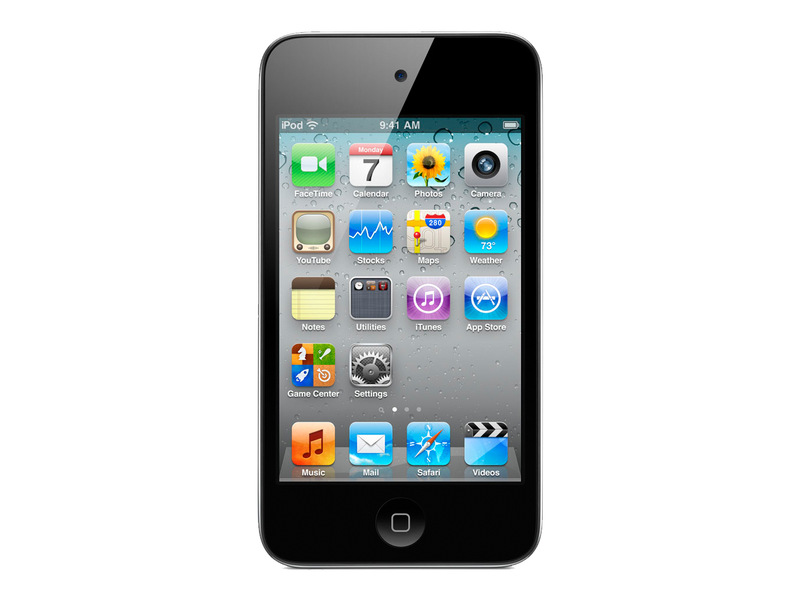 iPod 9:41 AM
Monday
7
FaceTime Calendar Photos Camera
280
73°
YouTube Stocks Maps Weather
Notes Utilities iTunes App Store
Game Center Settings
Music Mail Safari Videos